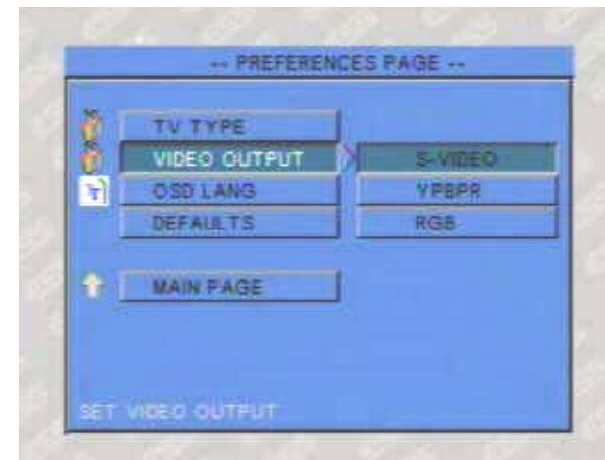 -- PREFERENCES PAGE --
TV TYPE
VIDEO OUTPUT
S-VIDEO
OSD LANG
YPBPR
DEFAULTS
RGB
MAIN PAGE
SET VIDEO OUTPUT